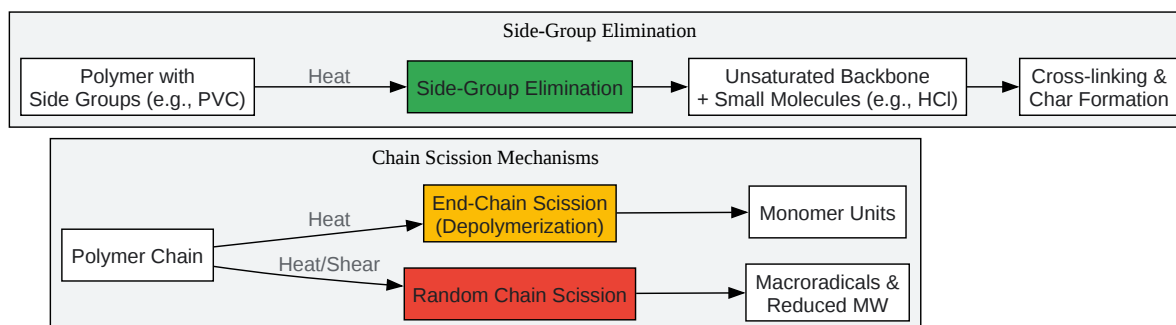 Side-Group Elimination
Polymer with
Side Groups (e.g., PVC)
Heat
Side-Group Elimination
Unsaturated Backbone
+ Small Molecules (e.g., HCl)
Cross-linking &
Char Formation
Chain Scission Mechanisms
Polymer Chain
Heat
End-Chain Scission
(Depolymerization)
Monomer Units
Heat/Shear
Random Chain Scission
Macroradicals &
Reduced MW